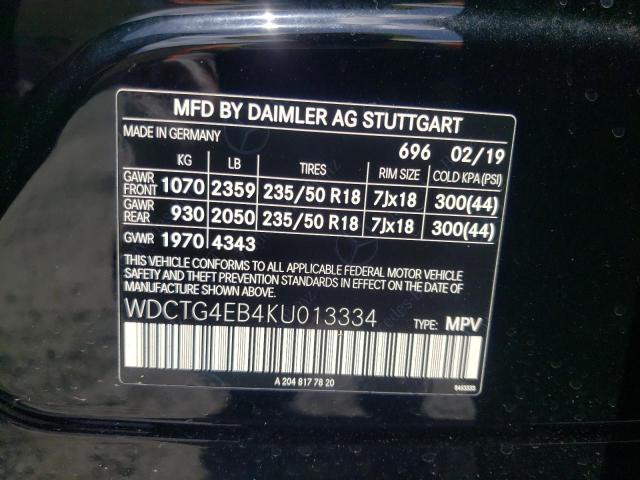 MFD BY DAIMLER AG STUTTGART
MADE IN GERMANY 696 02/19
KG LB TIRES RIM SIZE COLD KPA(PSI)
GAWR FRONT 1070 2359 235/50 R18 7Jx18 300(44)
GAWR REAR 930 2050 235/50 R18 7Jx18 300(44)
GVWR 1970 4343
THIS VEHICLE CONFORMS TO ALL APPLICABLE FEDERAL MOTOR VEHICLE
SAFETY AND THEFT PREVENTION STANDARDS IN EFFECT ON THE DATE
OF MANUFACTURE SHOWN ABOVE.
WDCTG4EB4KU013334 TYPE: MPV
A 204 817 78 20